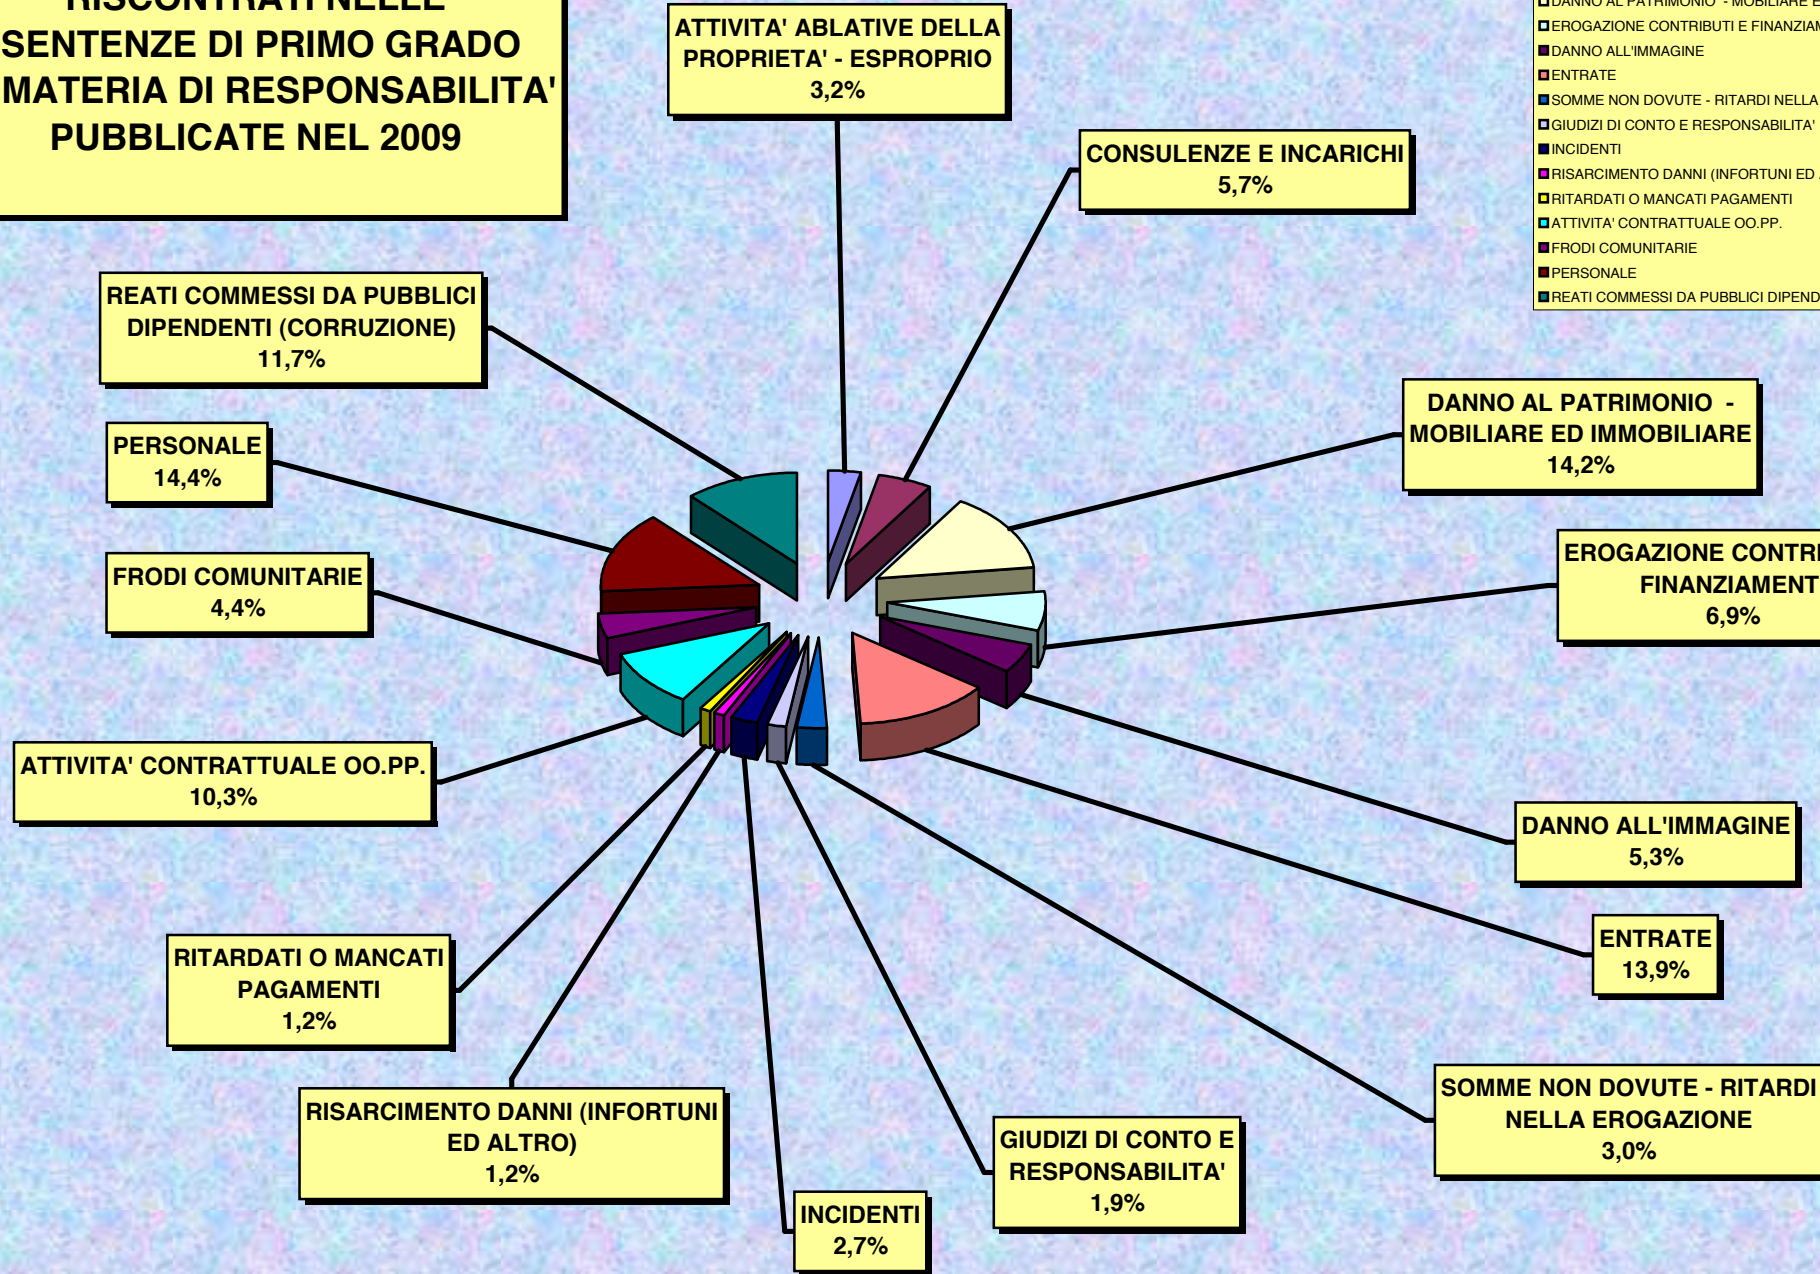 RISCONTRATI NELLE
SENTENZE DI PRIMO GRADO
MATERIA DI RESPONSABILITA'
PUBBLICATE NEL 2009
ATTIVITA' ABLATIVE DELLA
PROPRIETA' - ESPROPRIO
3,2%
CONSULENZE E INCARICHI
5,7%
DANNO AL PATRIMONIO - MOBILIARE E
EROGAZIONE CONTRIBUTI E FINANZIAM
DANNO ALL'IMMAGINE
ENTRATE
SOMME NON DOVUTE - RITARDI NELLA
GIUDIZI DI CONTO E RESPONSABILITA'
INCIDENTI
RISARCIMENTO DANNI (INFORTUNI ED
RITARDATI O MANCATI PAGAMENTI
ATTIVITA' CONTRATTUALE OO.PP.
FRODI COMUNITARIE
PERSONALE
REATI COMMESSI DA PUBBLICI DIPEND
REATI COMMESSI DA PUBBLICI
DIPENDENTI (CORRUZIONE)
11,7%
DANNO AL PATRIMONIO -
MOBILIARE ED IMMOBILIARE
14,2%
PERSONALE
14,4%
EROGAZIONE CONTRI
FINANZIAMENT
6,9%
FRODI COMUNITARIE
4,4%
ATTIVITA' CONTRATTUALE OO.PP.
10,3%
DANNO ALL'IMMAGINE
5,3%
ENTRATE
13,9%
RITARDATI O MANCATI
PAGAMENTI
1,2%
SOMME NON DOVUTE - RITARDI
NELLA EROGAZIONE
3,0%
RISARCIMENTO DANNI (INFORTUNI
ED ALTRO)
1,2%
GIUDIZI DI CONTO E
RESPONSABILITA'
1,9%
INCIDENTI
2,7%